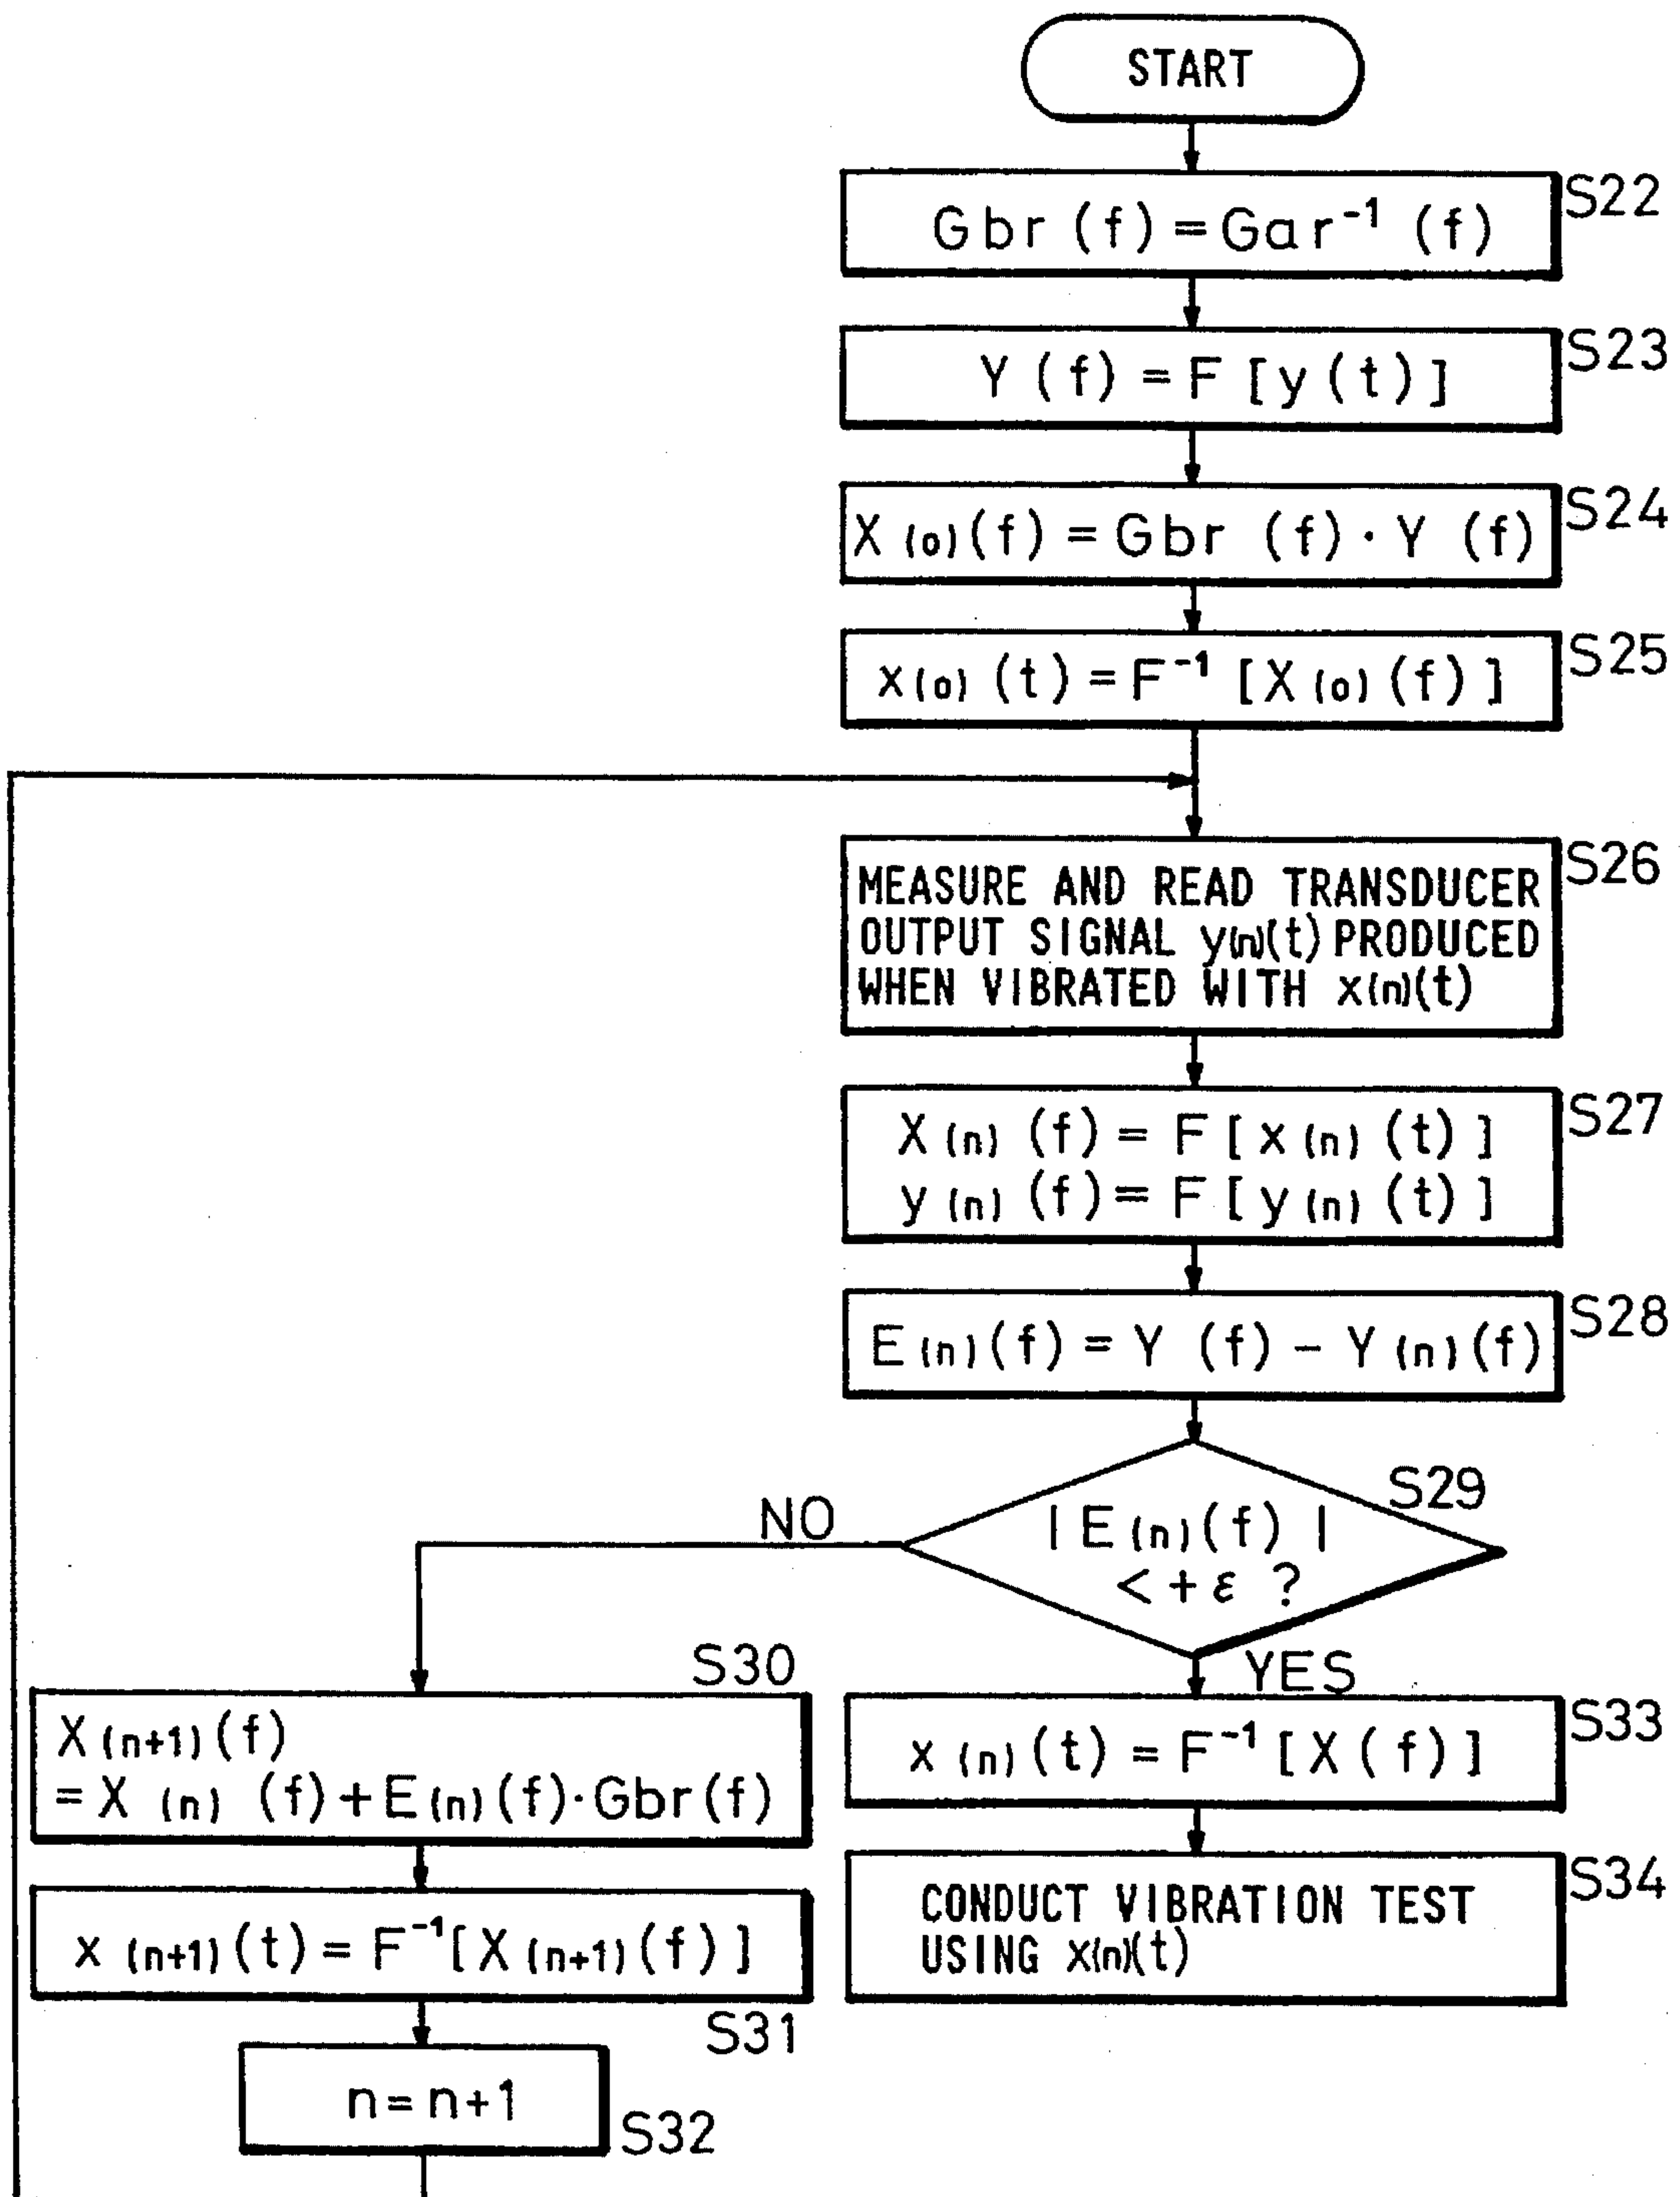 START
S22
Gbr (f) = Gar⁻¹ (f)
S23
Y (f) = F [y (t)]
S24
X (o) (f) = Gbr (f) · Y (f)
S25
x(o) (t) = F⁻¹ [X (o) (f)]
S26
MEASURE AND READ TRANSDUCER
OUTPUT SIGNAL y(n)(t) PRODUCED
WHEN VIBRATED WITH x(n)(t)
S27
X (n) (f) = F [x (n) (t)]
y (n) (f) = F [y (n) (t)]
S28
E (n) (f) = Y (f) - Y (n) (f)
S29
| E (n) (f) |
< + ε ?
NO
YES
S30
X (n+1) (f)
= X (n) (f) + E (n) (f) · Gbr (f)
S33
x (n) (t) = F⁻¹ [X (f)]
x (n+1) (t) = F⁻¹ [X (n+1) (f)]
S31
S34
CONDUCT VIBRATION TEST
USING x(n)(t)
n = n+1
S32